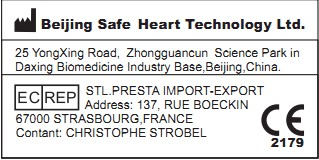 Beijing Safe Heart Technology Ltd.
25 YongXing Road, Zhongguancun Science Park in
Daxing Biomedicine Industry Base,Beijing,China.
EC REP STL.PRESTA IMPORT-EXPORT
Address: 137, RUE BOECKIN
67000 STRASBOURG,FRANCE
Contant: CHRISTOPHE STROBEL
CE
2179